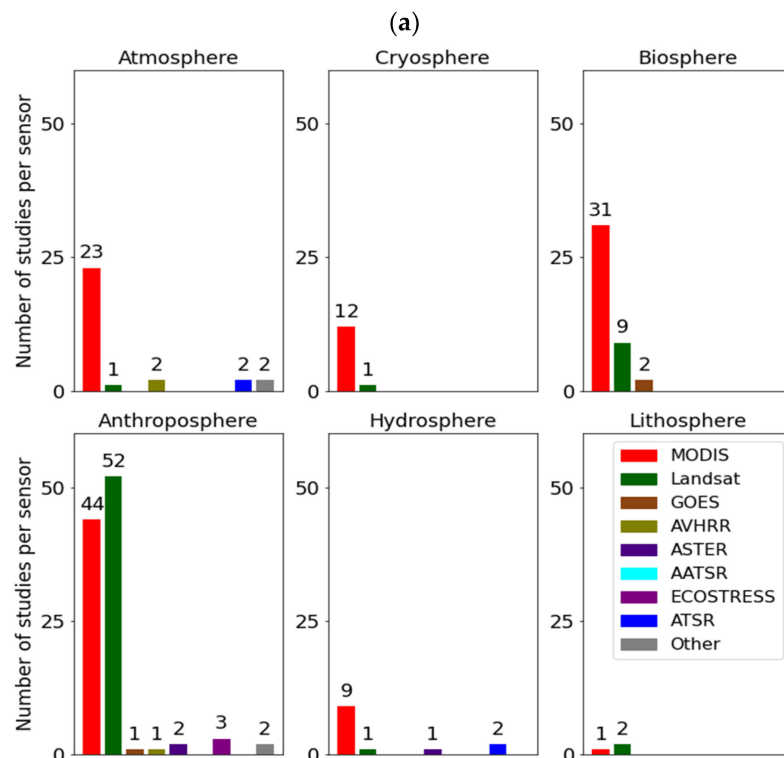 (a)
Atmosphere
Cryosphere
Biosphere
Number of studies per sensor
50
25
0
23
1
2
2
2
50
25
0
12
1
50
25
0
31
9
2
Anthroposphere
Hydrosphere
Lithosphere
Number of studies per sensor
50
25
0
44
52
1
1
2
3
2
50
25
0
9
1
1
2
50
25
0
MODIS
Landsat
GOES
AVHRR
ASTER
AATSR
ECOSTRESS
ATSR
Other
1
2